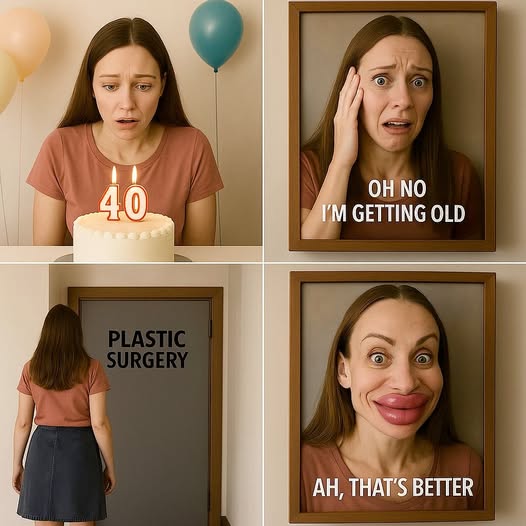 40
OH NO
I'M GETTING OLD
PLASTIC
SURGERY
AH, THAT'S BETTER